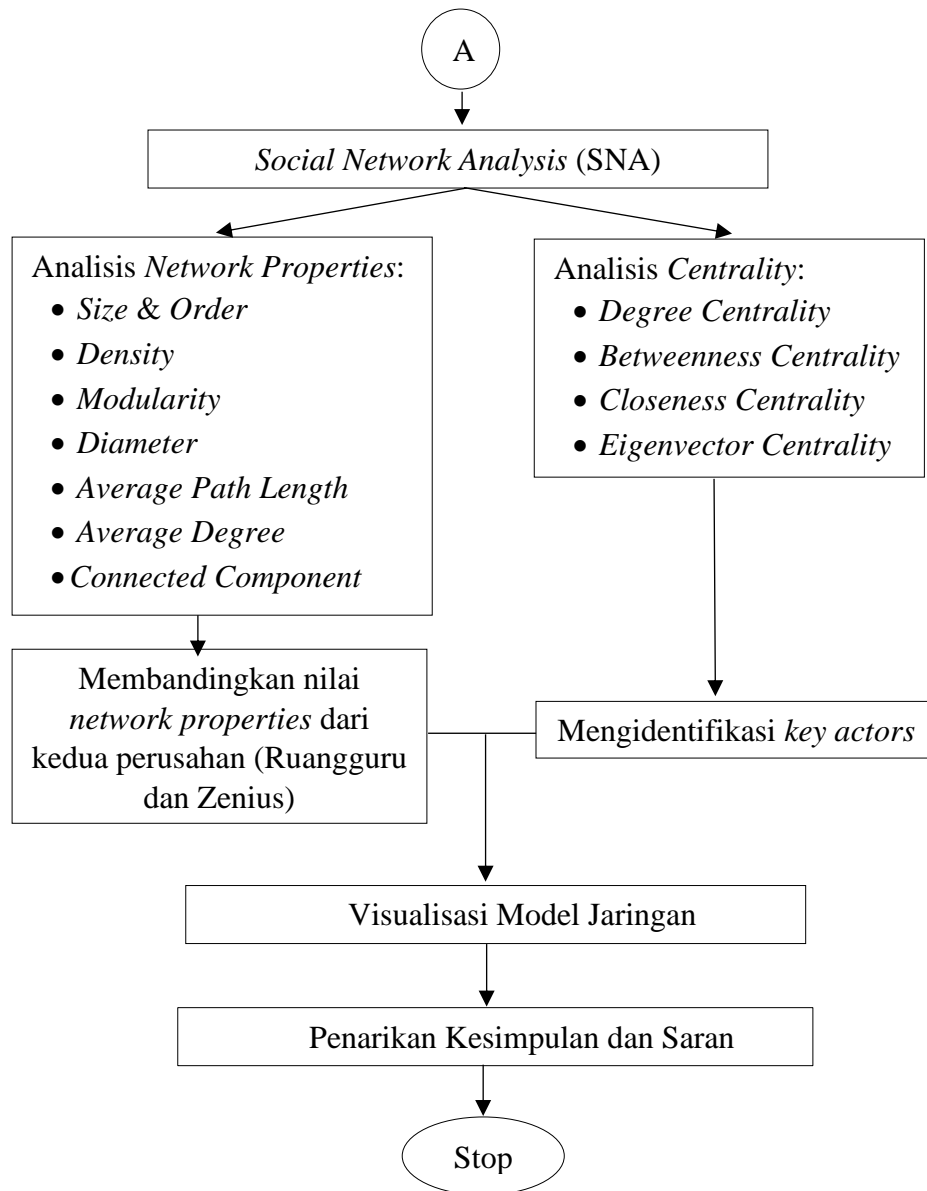 A
Social Network Analysis (SNA)
Analisis Network Properties:
• Size & Order
• Density
• Modularity
• Diameter
• Average Path Length
• Average Degree
• Connected Component
Analisis Centrality:
• Degree Centrality
• Betweenness Centrality
• Closeness Centrality
• Eigenvector Centrality
Membandingkan nilai
network properties dari
kedua perusahan (Ruangguru
dan Zenius)
Mengidentifikasi key actors
Visualisasi Model Jaringan
Penarikan Kesimpulan dan Saran
Stop